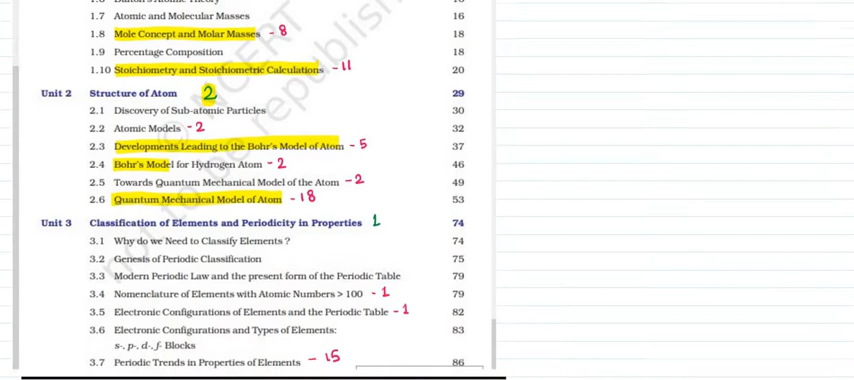 1.7 Atomic and Molecular Masses 16
1.8 Mole Concept and Molar Masses - 8 18
1.9 Percentage Composition 18
1.10 Stoichiometry and Stoichiometric Calculations - 11 20
Unit 2 Structure of Atom 2 29
2.1 Discovery of Sub-atomic Particles 30
2.2 Atomic Models - 2 32
2.3 Developments Leading to the Bohr's Model of Atom - 5 37
2.4 Bohr's Model for Hydrogen Atom - 2 46
2.5 Towards Quantum Mechanical Model of the Atom - 2 49
2.6 Quantum Mechanical Model of Atom - 18 53
Unit 3 Classification of Elements and Periodicity in Properties 1 74
3.1 Why do we Need to Classify Elements ? 74
3.2 Genesis of Periodic Classification 75
3.3 Modern Periodic Law and the present form of the Periodic Table 79
3.4 Nomenclature of Elements with Atomic Numbers > 100 - 1 79
3.5 Electronic Configurations of Elements and the Periodic Table - 1 82
3.6 Electronic Configurations and Types of Elements: 83
s-, p-, d-, f- Blocks
3.7 Periodic Trends in Properties of Elements - 15 86
© NCERT
not to be republish